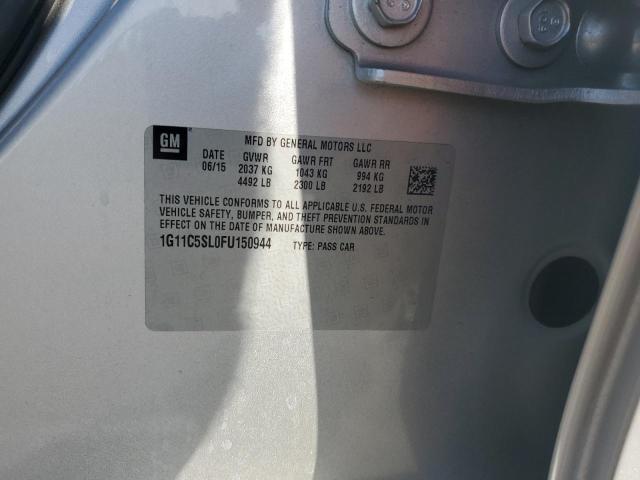 GM
MFD BY GENERAL MOTORS LLC
DATE GVWR GAWR FRT GAWR RR
06/15 2037 KG 1043 KG 994 KG
4492 LB 2300 LB 2192 LB
THIS VEHICLE CONFORMS TO ALL APPLICABLE U.S. FEDERAL MOTOR
VEHICLE SAFETY, BUMPER, AND THEFT PREVENTION STANDARDS IN
EFFECT ON THE DATE OF MANUFACTURE SHOWN ABOVE.
1G11C5SL0FU150944 TYPE: PASS CAR